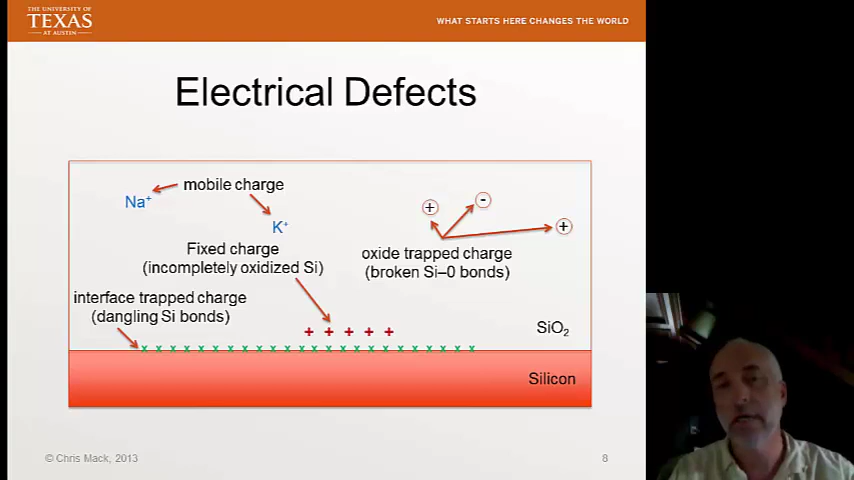 THE UNIVERSITY OF
TEXAS
AT AUSTIN
WHAT STARTS HERE CHANGES THE WORLD
Electrical Defects
mobile charge
Na⁺
K⁺
+
-
+
Fixed charge
(incompletely oxidized Si)
oxide trapped charge
(broken Si–0 bonds)
interface trapped charge
(dangling Si bonds)
+ + + + +
SiO₂
x x x x x x x x x x x x x x x x x x x x x x x x
Silicon
© Chris Mack, 2013
8